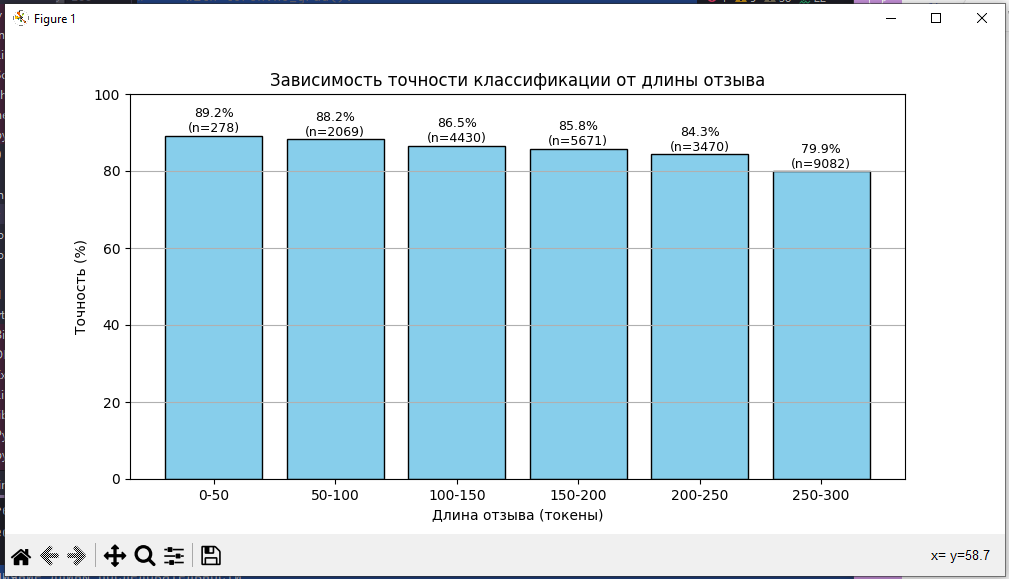 Figure 1
Зависимость точности классификации от длины отзыва
Точность (%)
100
80
60
40
20
0
89.2%
(n=278)
88.2%
(n=2069)
86.5%
(n=4430)
85.8%
(n=5671)
84.3%
(n=3470)
79.9%
(n=9082)
0-50
50-100
100-150
150-200
200-250
250-300
Длина отзыва (токены)
x= y=58.7